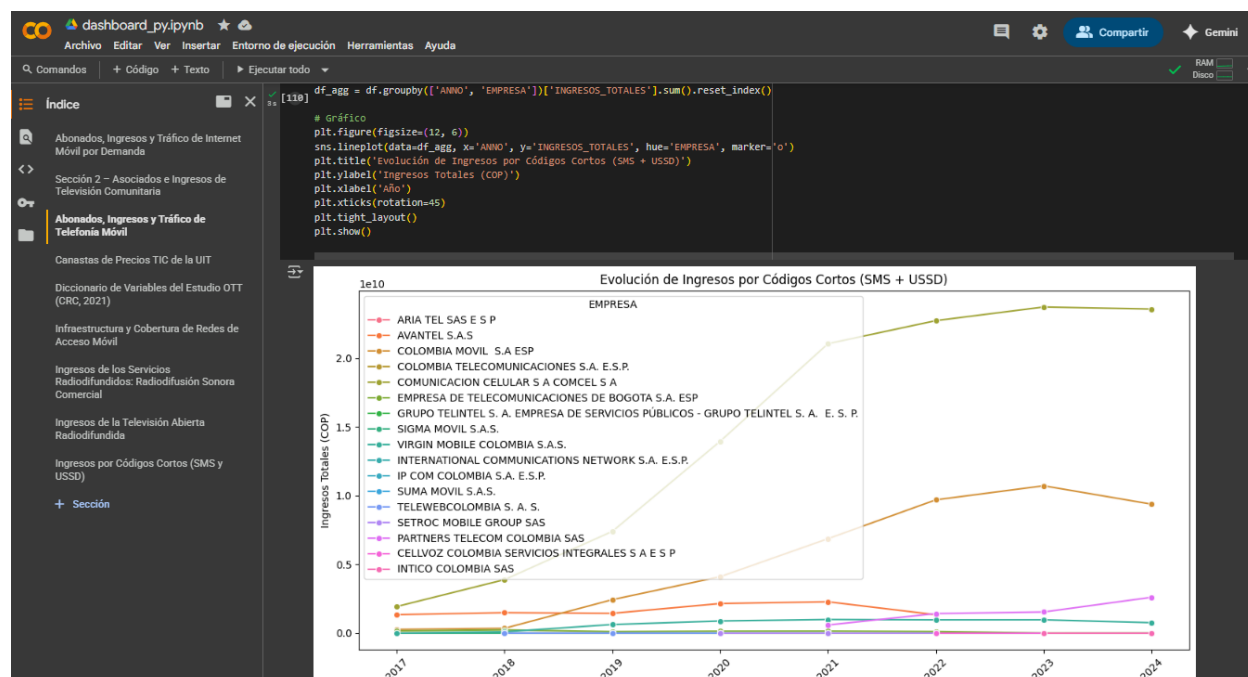 dashboard_py.ipynb
Archivo Editar Ver Insertar Entorno de ejecución Herramientas Ayuda
Compartir
Gemini
Comandos + Código + Texto Ejecutar todo
RAM
Disco
Índice
Abonados, Ingresos y Tráfico de Internet
Móvil por Demanda
Sección 2 – Asociados e Ingresos de
Televisión Comunitaria
Abonados, Ingresos y Tráfico de
Telefonía Móvil
Canastas de Precios TIC de la UIT
Diccionario de Variables del Estudio OTT
(CRC, 2021)
Infraestructura y Cobertura de Redes de
Acceso Móvil
Ingresos de los Servicios
Radiodifundidos: Radiodifusión Sonora
Comercial
Ingresos de la Televisión Abierta
Radiodifundida
Ingresos por Códigos Cortos (SMS y
USSD)
+ Sección
3 s
[110]
df_agg = df.groupby(['ANNO', 'EMPRESA'])['INGRESOS_TOTALES'].sum().reset_index()
# Gráfico
plt.figure(figsize=(12, 6))
sns.lineplot(data=df_agg, x='ANNO', y='INGRESOS_TOTALES', hue='EMPRESA', marker='o')
plt.title('Evolución de Ingresos por Códigos Cortos (SMS + USSD)')
plt.ylabel('Ingresos Totales (COP)')
plt.xlabel('Año')
plt.xticks(rotation=45)
plt.tight_layout()
plt.show()
Evolución de Ingresos por Códigos Cortos (SMS + USSD)
1e10
EMPRESA
ARIA TEL SAS E S P
AVANTEL S.A.S
COLOMBIA MOVIL  S.A ESP
COLOMBIA TELECOMUNICACIONES S.A. E.S.P.
COMUNICACION CELULAR S A COMCEL S A
EMPRESA DE TELECOMUNICACIONES DE BOGOTA S.A. ESP
GRUPO TELINTEL S. A. EMPRESA DE SERVICIOS PÚBLICOS - GRUPO TELINTEL S. A.  E. S. P.
SIGMA MOVIL S.A.S.
VIRGIN MOBILE COLOMBIA S.A.S.
INTERNATIONAL COMMUNICATIONS NETWORK S.A. E.S.P.
IP COM COLOMBIA S.A. E.S.P.
SUMA MOVIL S.A.S.
TELEWEBCOLOMBIA S. A. S.
SETROC MOBILE GROUP SAS
PARTNERS TELECOM COLOMBIA SAS
CELLVOZ COLOMBIA SERVICIOS INTEGRALES S A E S P
INTICO COLOMBIA SAS
Ingresos Totales (COP)
2.0
1.5
1.0
0.5
0.0
2017
2018
2019
2020
2021
2022
2023
2024